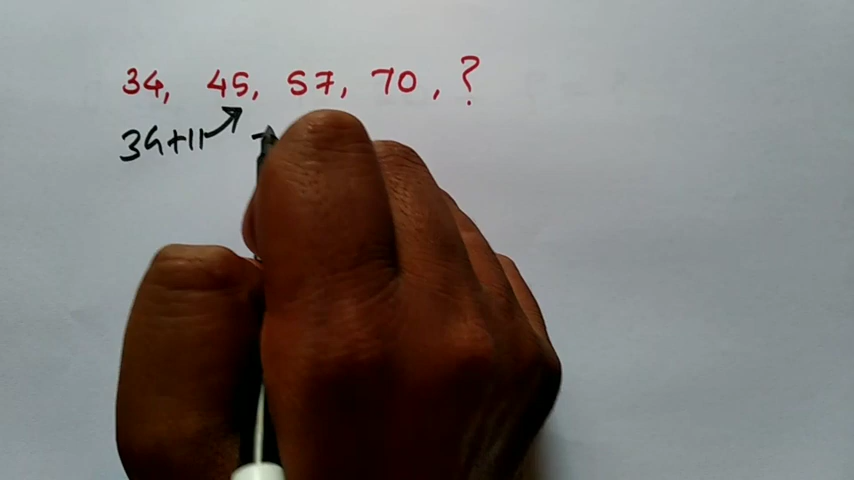 34, 45, 57, 70, ?
34+11